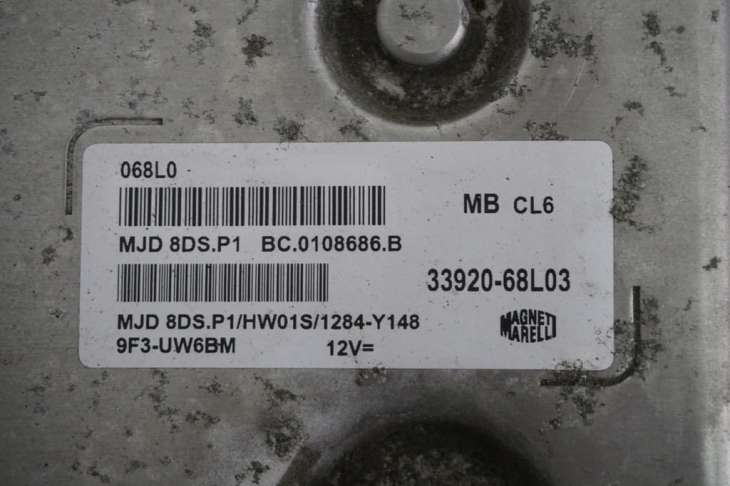 068L0
MB CL6
MJD 8DS.P1 BC.0108686.B
33920-68L03
MJD 8DS.P1/HW01S/1284-Y148
MAGNETI
MARELLI
9F3-UW6BM 12V=